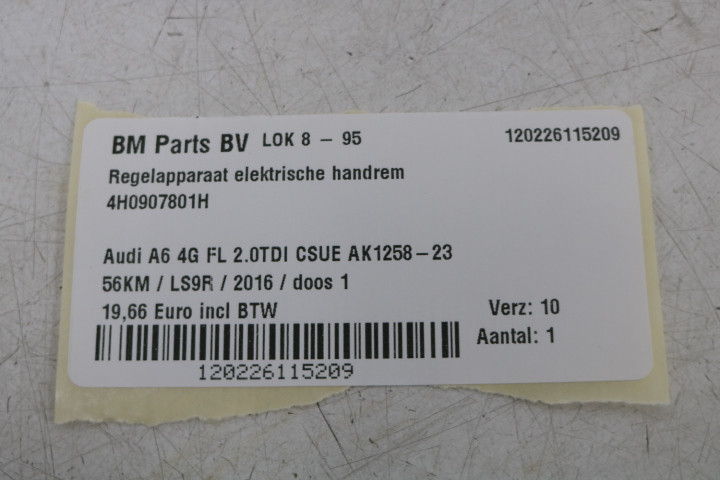 BM Parts BV LOK 8 - 95 120226115209
Regelapparaat elektrische handrem
4H0907801H
Audi A6 4G FL 2.0TDI CSUE AK1258-23
56KM / LS9R / 2016 / doos 1
19,66 Euro incl BTW Verz: 10
Aantal: 1
120226115209